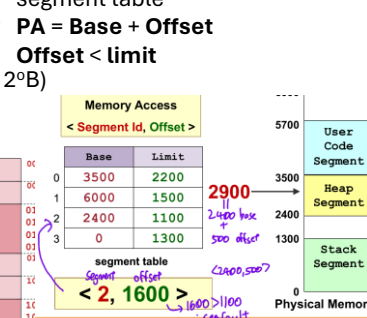 segment table
PA = Base + Offset
Offset < limit
2ºB)
Memory Access
< Segment Id, Offset >
Base Limit
0 3500 2200
1 6000 1500
2 2400 1100
3 0 1300
segment table
segment offset
< 2, 1600 >
1600>1100
2900
2400 base
+
500 offset
<2400,500>
5700
User
Code
Segment
3500
Heap
Segment
2400
1300
Stack
Segment
0
Physical Memor